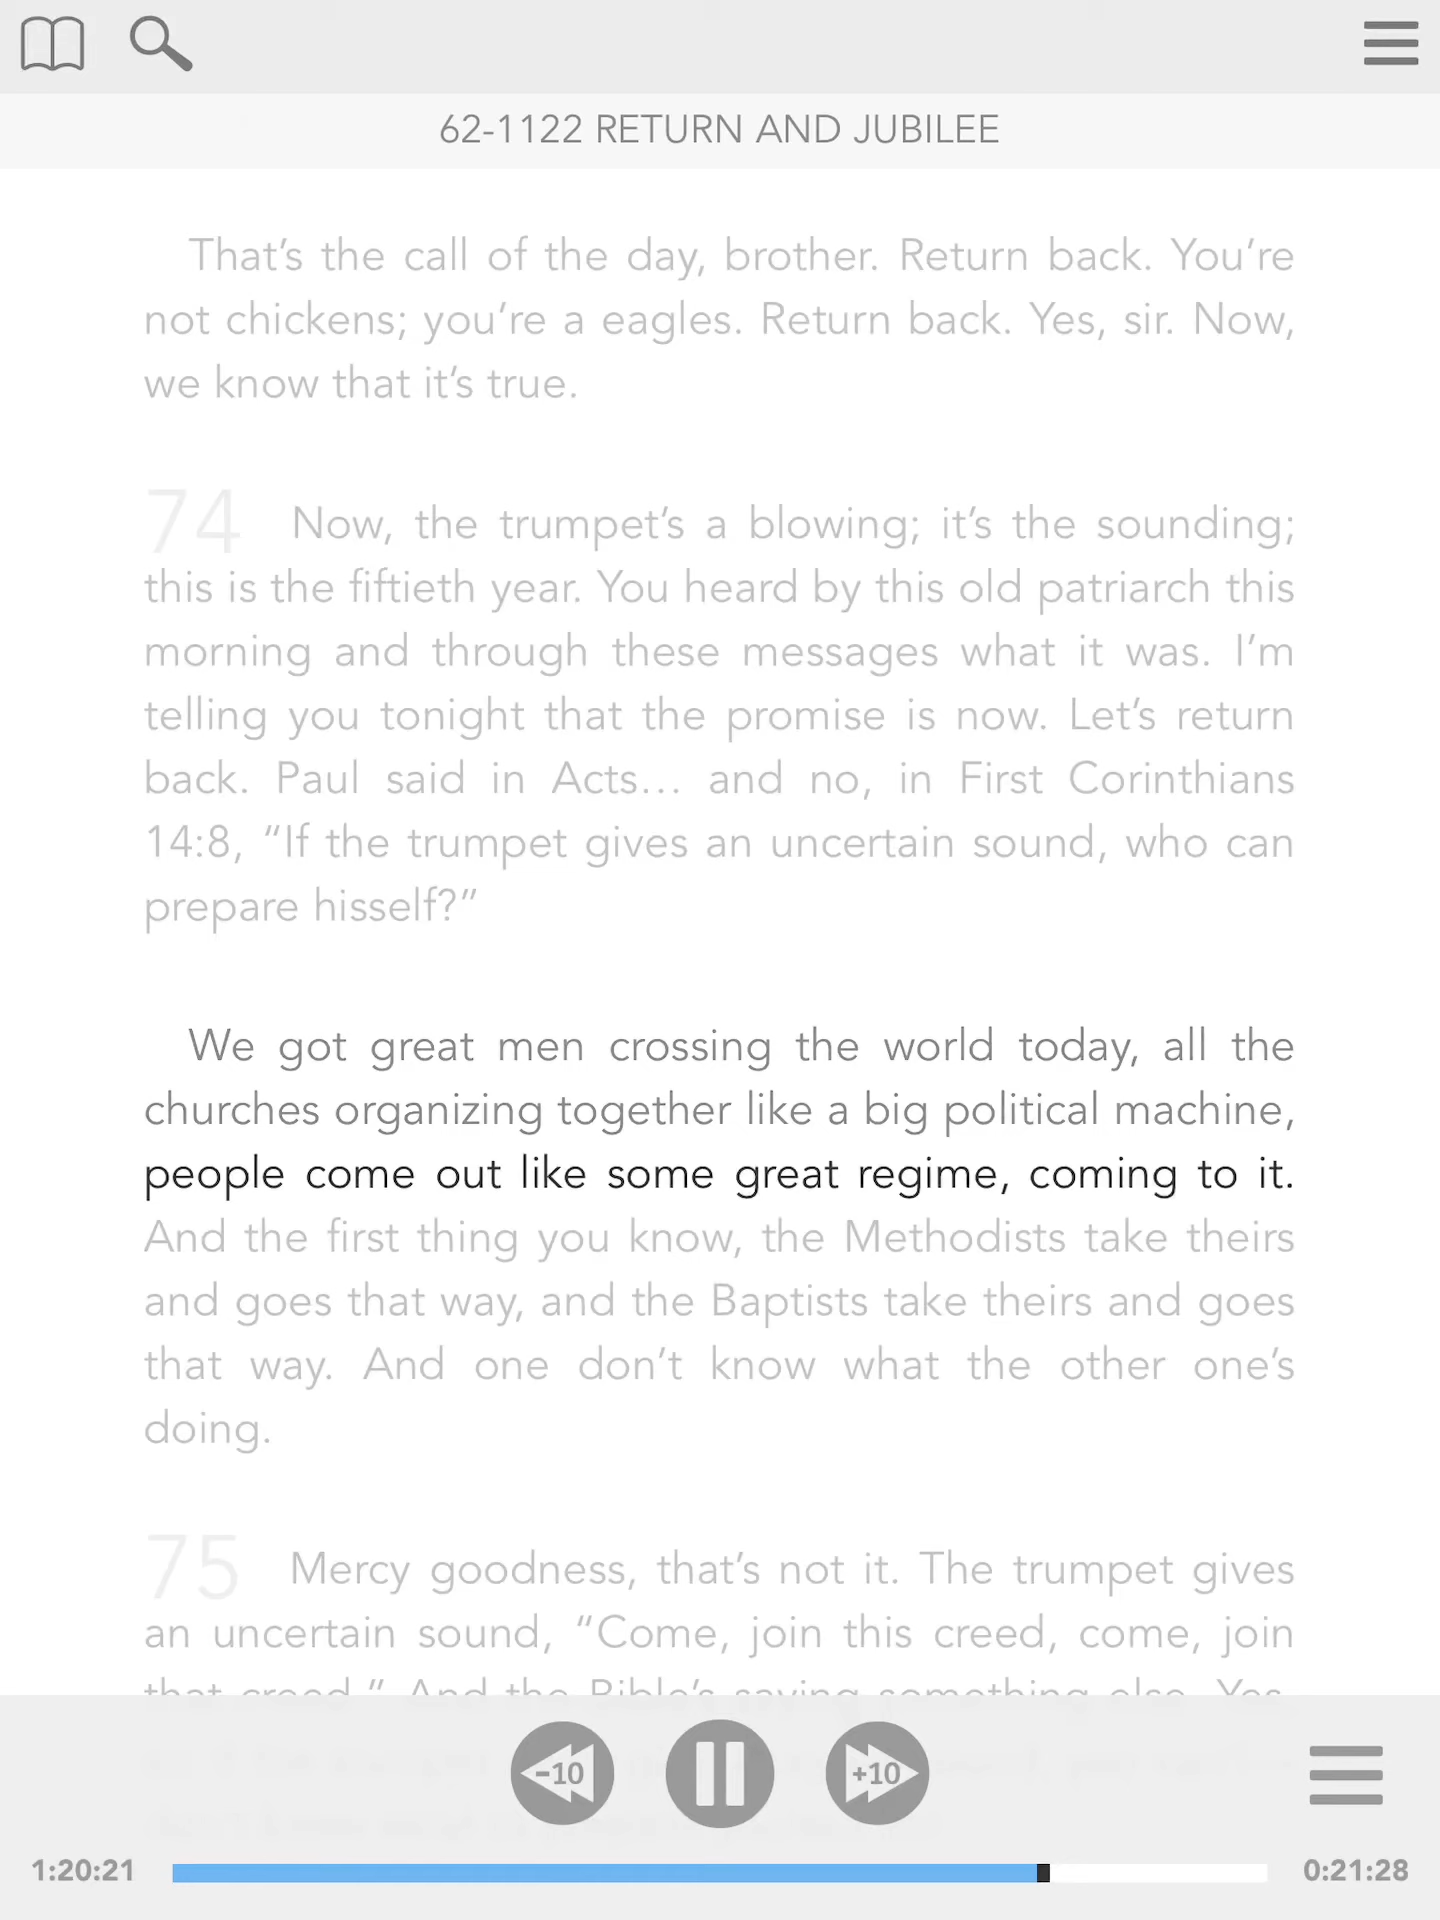 62-1122 RETURN AND JUBILEE
That’s the call of the day, brother. Return back. You’re
not chickens; you’re a eagles. Return back. Yes, sir. Now,
we know that it’s true.
74 Now, the trumpet’s a blowing; it’s the sounding;
this is the fiftieth year. You heard by this old patriarch this
morning and through these messages what it was. I’m
telling you tonight that the promise is now. Let’s return
back. Paul said in Acts… and no, in First Corinthians
14:8, “If the trumpet gives an uncertain sound, who can
prepare hisself?”
We got great men crossing the world today, all the
churches organizing together like a big political machine,
people come out like some great regime, coming to it.
And the first thing you know, the Methodists take theirs
and goes that way, and the Baptists take theirs and goes
that way. And one don’t know what the other one’s
doing.
75 Mercy goodness, that’s not it. The trumpet gives
an uncertain sound, “Come, join this creed, come, join
that creed.” And the Bible’s saying something else. Yes,
-10 +10
1:20:21 0:21:28